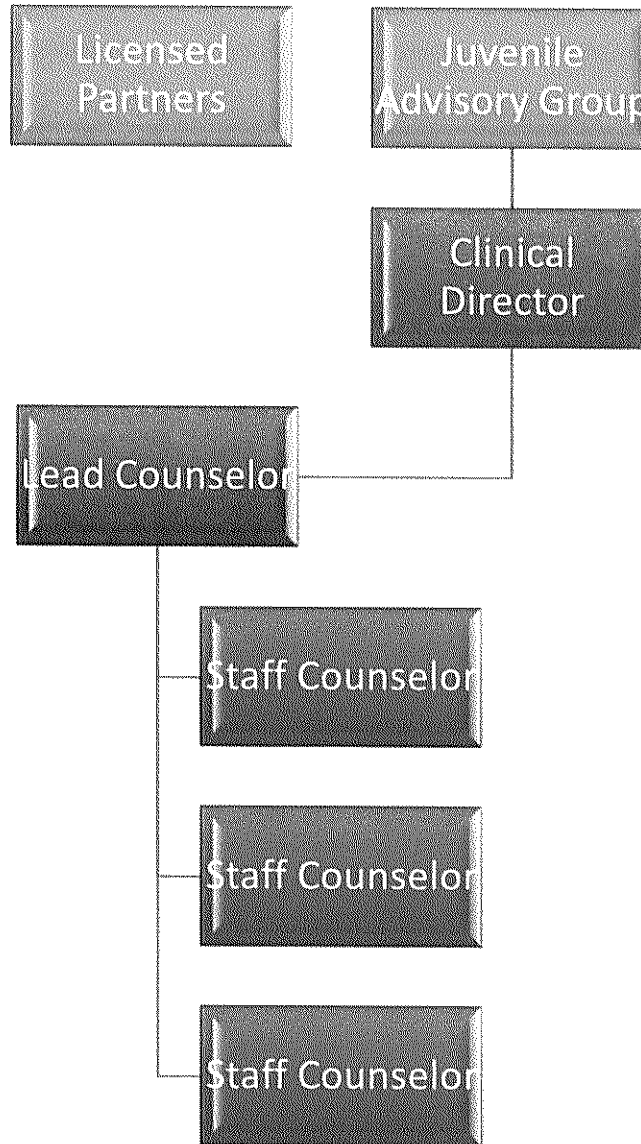 Licensed
Partners
Juvenile
Advisory Group
Clinical
Director
Lead Counselor
Staff Counselor
Staff Counselor
Staff Counselor